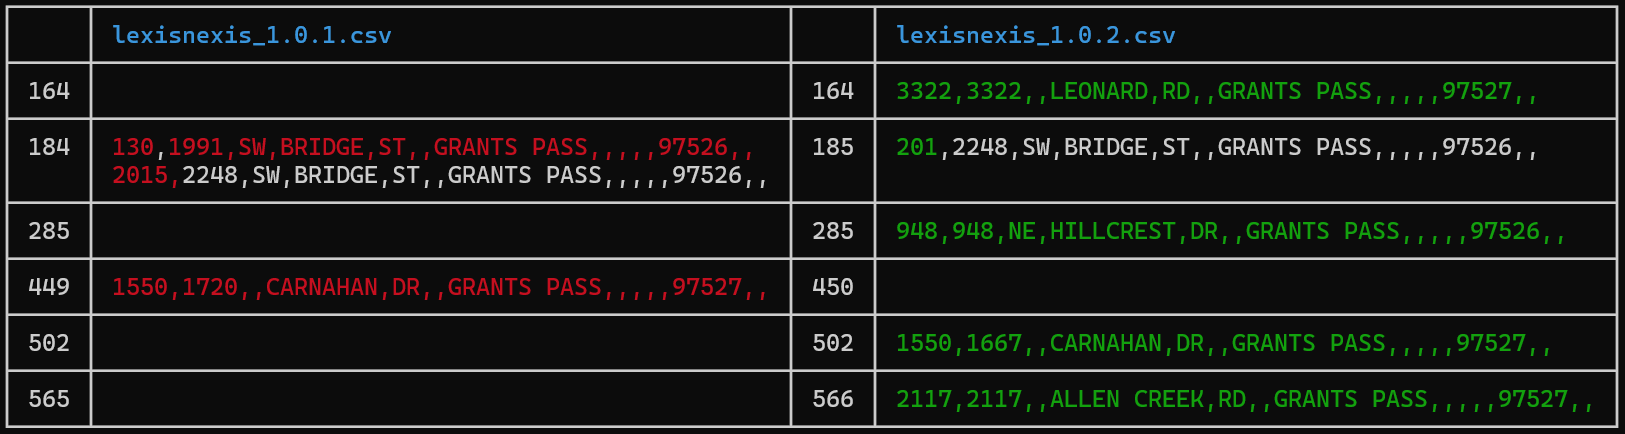 lexisnexis_1.0.1.csv lexisnexis_1.0.2.csv
164 164 3322,3322,,LEONARD,RD,,GRANTS PASS,,,,,97527,,
184 130,1991,SW,BRIDGE,ST,,GRANTS PASS,,,,,97526,, 185 201,2248,SW,BRIDGE,ST,,GRANTS PASS,,,,,97526,,
2015,2248,SW,BRIDGE,ST,,GRANTS PASS,,,,,97526,,
285 285 948,948,NE,HILLCREST,DR,,GRANTS PASS,,,,,97526,,
449 1550,1720,,CARNAHAN,DR,,GRANTS PASS,,,,,97527,, 450
502 502 1550,1667,,CARNAHAN,DR,,GRANTS PASS,,,,,97527,,
565 566 2117,2117,,ALLEN CREEK,RD,,GRANTS PASS,,,,,97527,,